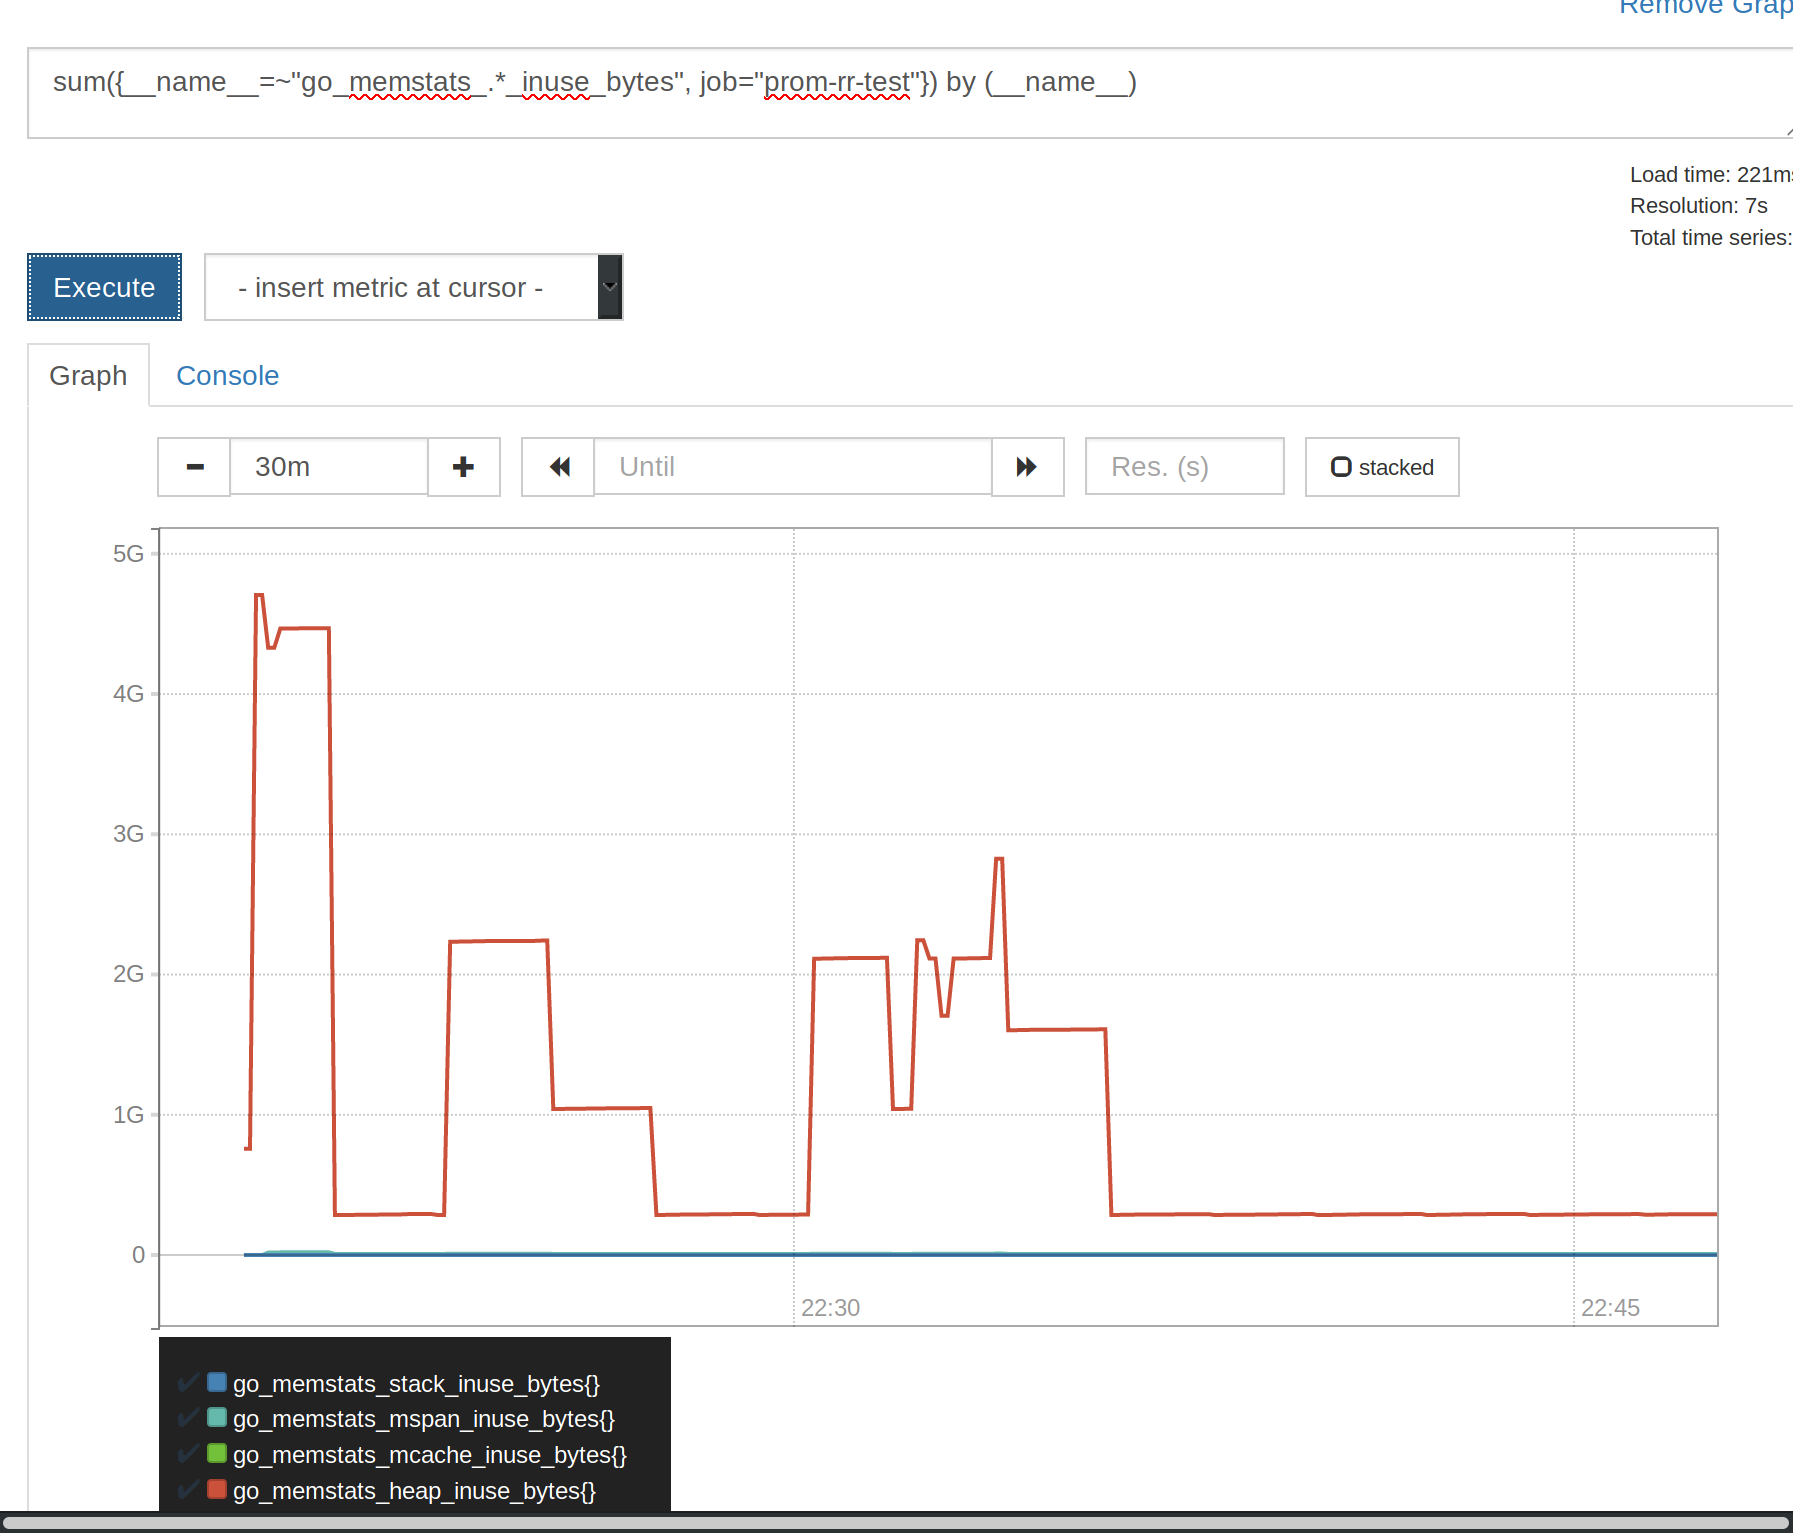 Remove Grap
sum({__name__=~"go_memstats_.*_inuse_bytes", job="prom-rr-test"}) by (__name__)
Load time: 221ms
Resolution: 7s
Total time series:
Execute
- insert metric at cursor -
Graph Console
30m Until Res. (s) stacked
5G
4G
3G
2G
1G
0
22:30 22:45
go_memstats_stack_inuse_bytes{}
go_memstats_mspan_inuse_bytes{}
go_memstats_mcache_inuse_bytes{}
go_memstats_heap_inuse_bytes{}